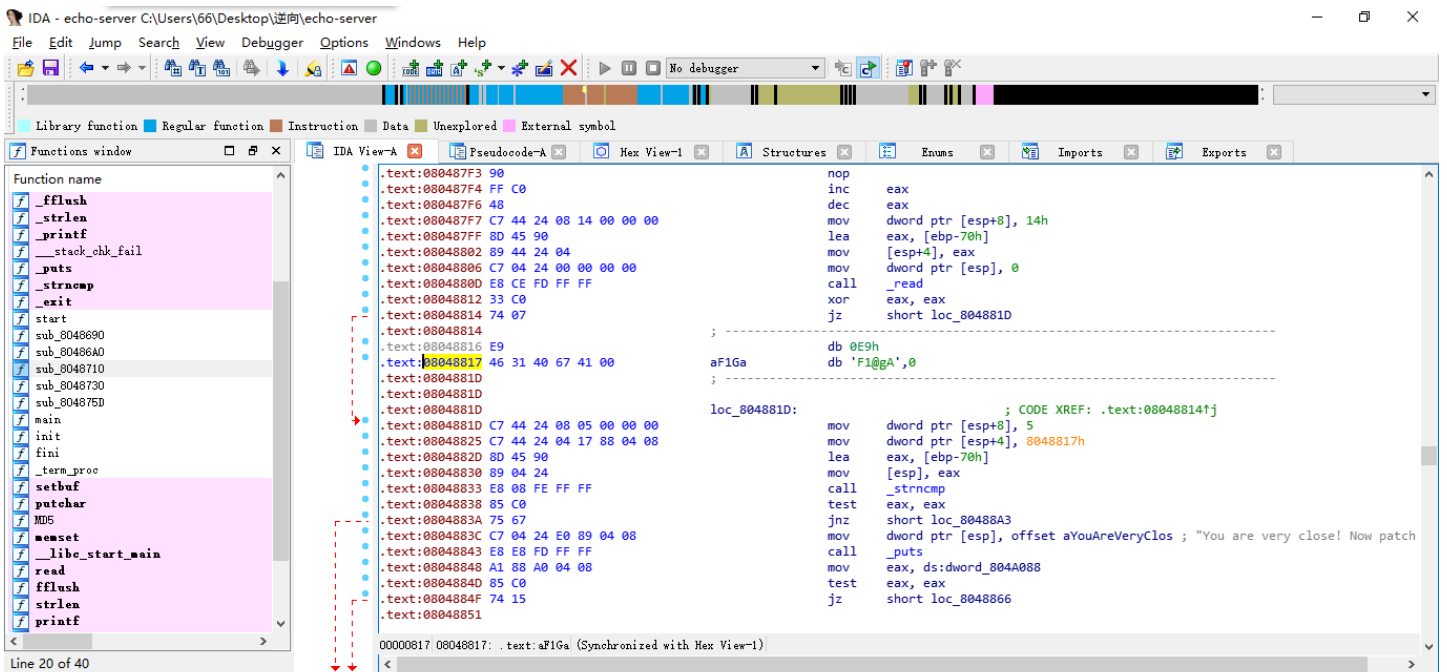 IDA - echo-server C:\Users\66\Desktop\逆向\echo-server
File Edit Jump Search View Debugger Options Windows Help
No debugger
Library function Regular function Instruction Data Unexplored External symbol
Functions window
IDA View-A Pseudocode-A Hex View-1 Structures Enums Imports Exports
Function name
_fflush
_strlen
_printf
___stack_chk_fail
_puts
_strncmp
_exit
start
sub_8048690
sub_80486A0
sub_8048710
sub_8048730
sub_804875D
main
init
fini
_term_proc
setbuf
putchar
MD5
memset
__libc_start_main
read
fflush
strlen
printf
Line 20 of 40
.text:080487F3 90 nop
.text:080487F4 FF C0 inc eax
.text:080487F6 48 dec eax
.text:080487F7 C7 44 24 08 14 00 00 00 mov dword ptr [esp+8], 14h
.text:080487FF 8D 45 90 lea eax, [ebp-70h]
.text:08048802 89 44 24 04 mov [esp+4], eax
.text:08048806 C7 04 24 00 00 00 00 mov dword ptr [esp], 0
.text:0804880D E8 CE FD FF FF call _read
.text:08048812 33 C0 xor eax, eax
.text:08048814 74 07 jz short loc_804881D
.text:08048814 ; ---------------------------------------------------------------------------
.text:08048816 E9 db 0E9h
.text:08048817 46 31 40 67 41 00 aF1Ga db 'F1@gA',0
.text:0804881D ; ---------------------------------------------------------------------------
.text:0804881D
.text:0804881D loc_804881D: ; CODE XREF: .text:08048814↑j
.text:0804881D C7 44 24 08 05 00 00 00 mov dword ptr [esp+8], 5
.text:08048825 C7 44 24 04 17 88 04 08 mov dword ptr [esp+4], 8048817h
.text:0804882D 8D 45 90 lea eax, [ebp-70h]
.text:08048830 89 04 24 mov [esp], eax
.text:08048833 E8 08 FE FF FF call _strncmp
.text:08048838 85 C0 test eax, eax
.text:0804883A 75 67 jnz short loc_80488A3
.text:0804883C C7 04 24 E0 89 04 08 mov dword ptr [esp], offset aYouAreVeryClos ; "You are very close! Now patch
.text:08048843 E8 E8 FD FF FF call _puts
.text:08048848 A1 88 A0 04 08 mov eax, ds:dword_804A088
.text:0804884D 85 C0 test eax, eax
.text:0804884F 74 15 jz short loc_8048866
.text:08048851
00000817 08048817: .text:aF1Ga (Synchronized with Hex View-1)